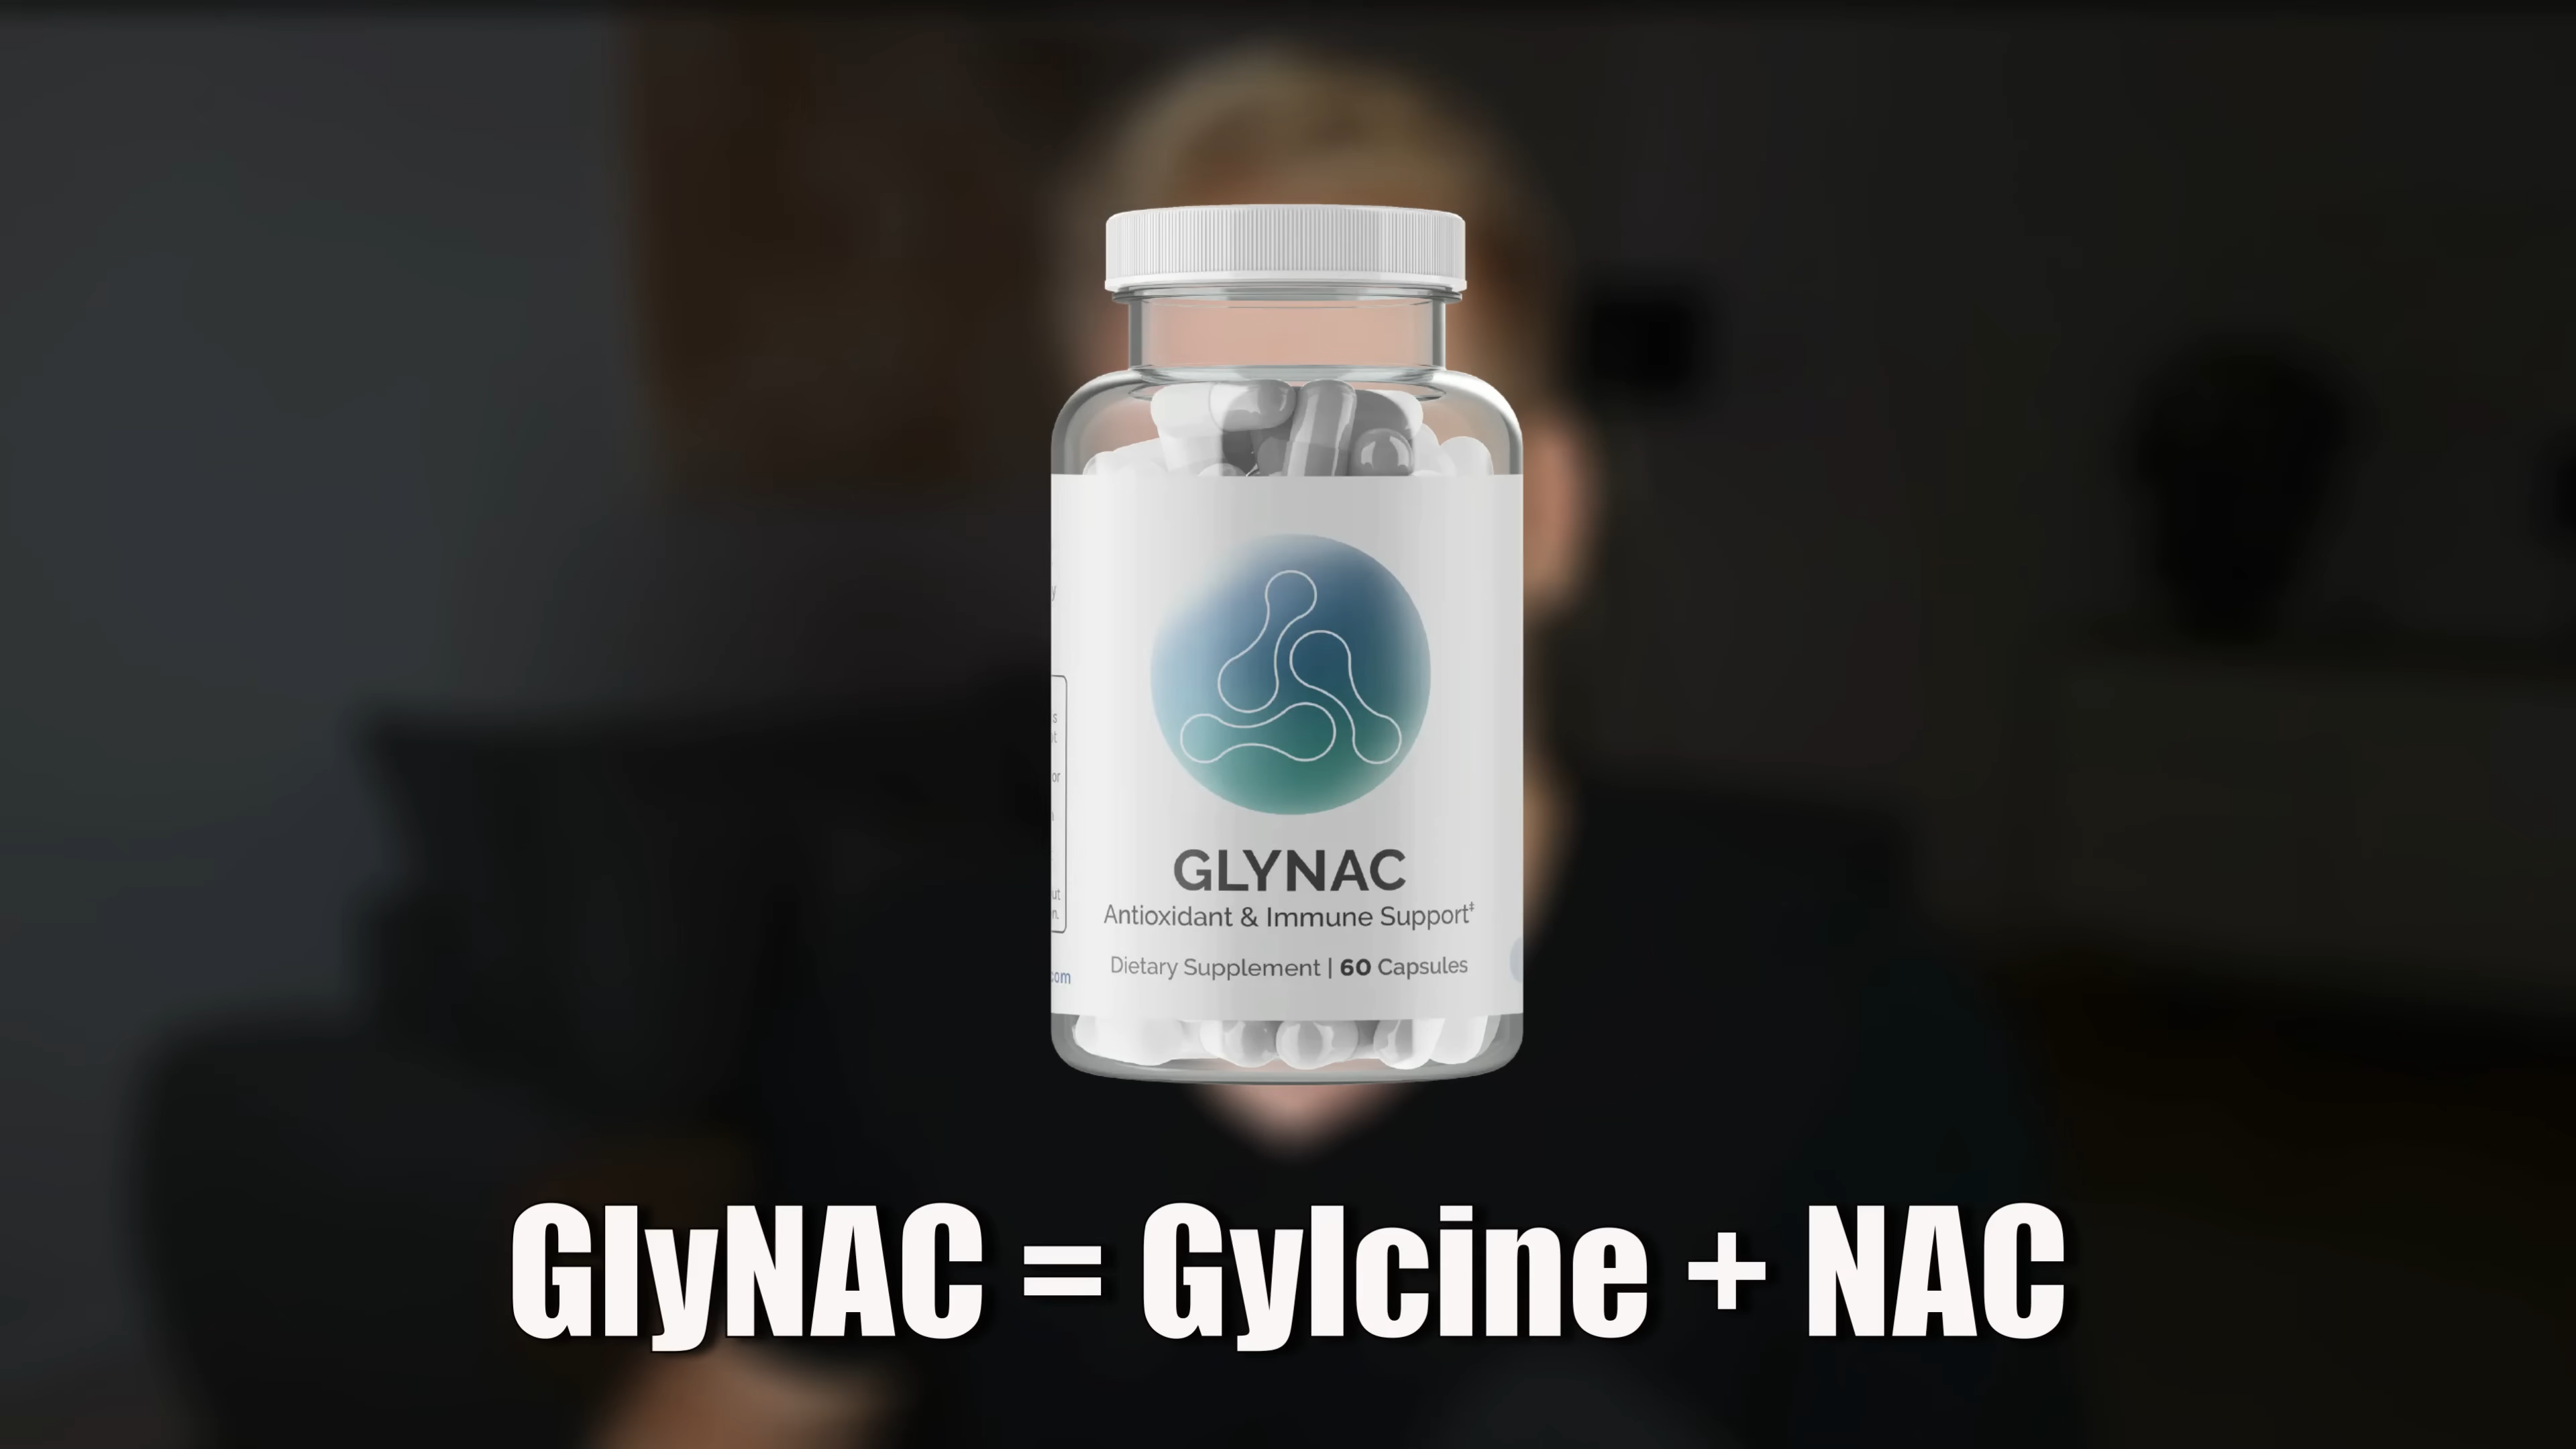 GLYNAC
Antioxidant & Immune Support‡
Dietary Supplement | 60 Capsules
GlyNAC = Gylcine + NAC